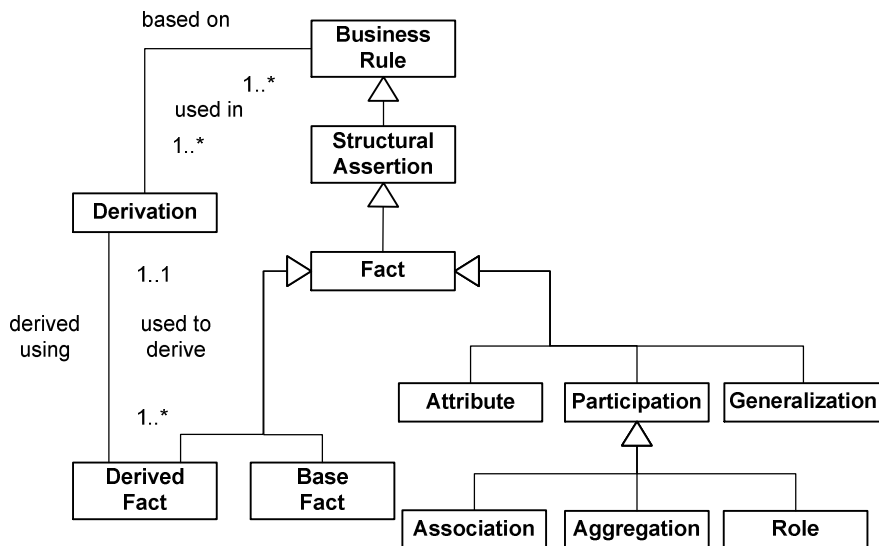 based on
Business
Rule
1..*
used in
1..*
Structural
Assertion
Derivation
Fact
1..1
derived
using
used to
derive
1..*
Attribute
Participation
Generalization
Derived
Fact
Base
Fact
Association
Aggregation
Role